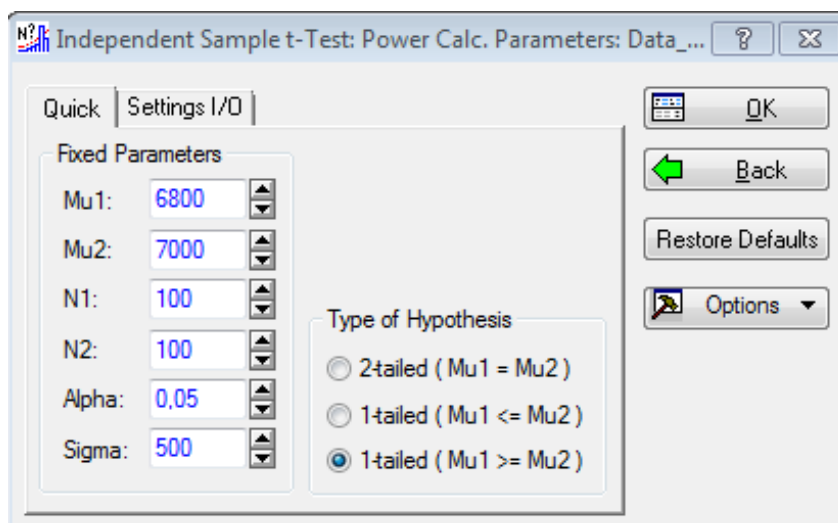 Independent Sample t-Test: Power Calc. Parameters: Data_...
Quick
Settings I/O
Fixed Parameters
Mu1: 6800
Mu2: 7000
N1: 100
N2: 100
Alpha: 0,05
Sigma: 500
Type of Hypothesis
2-tailed ( Mu1 = Mu2 )
1-tailed ( Mu1 <= Mu2 )
1-tailed ( Mu1 >= Mu2 )
OK
Back
Restore Defaults
Options